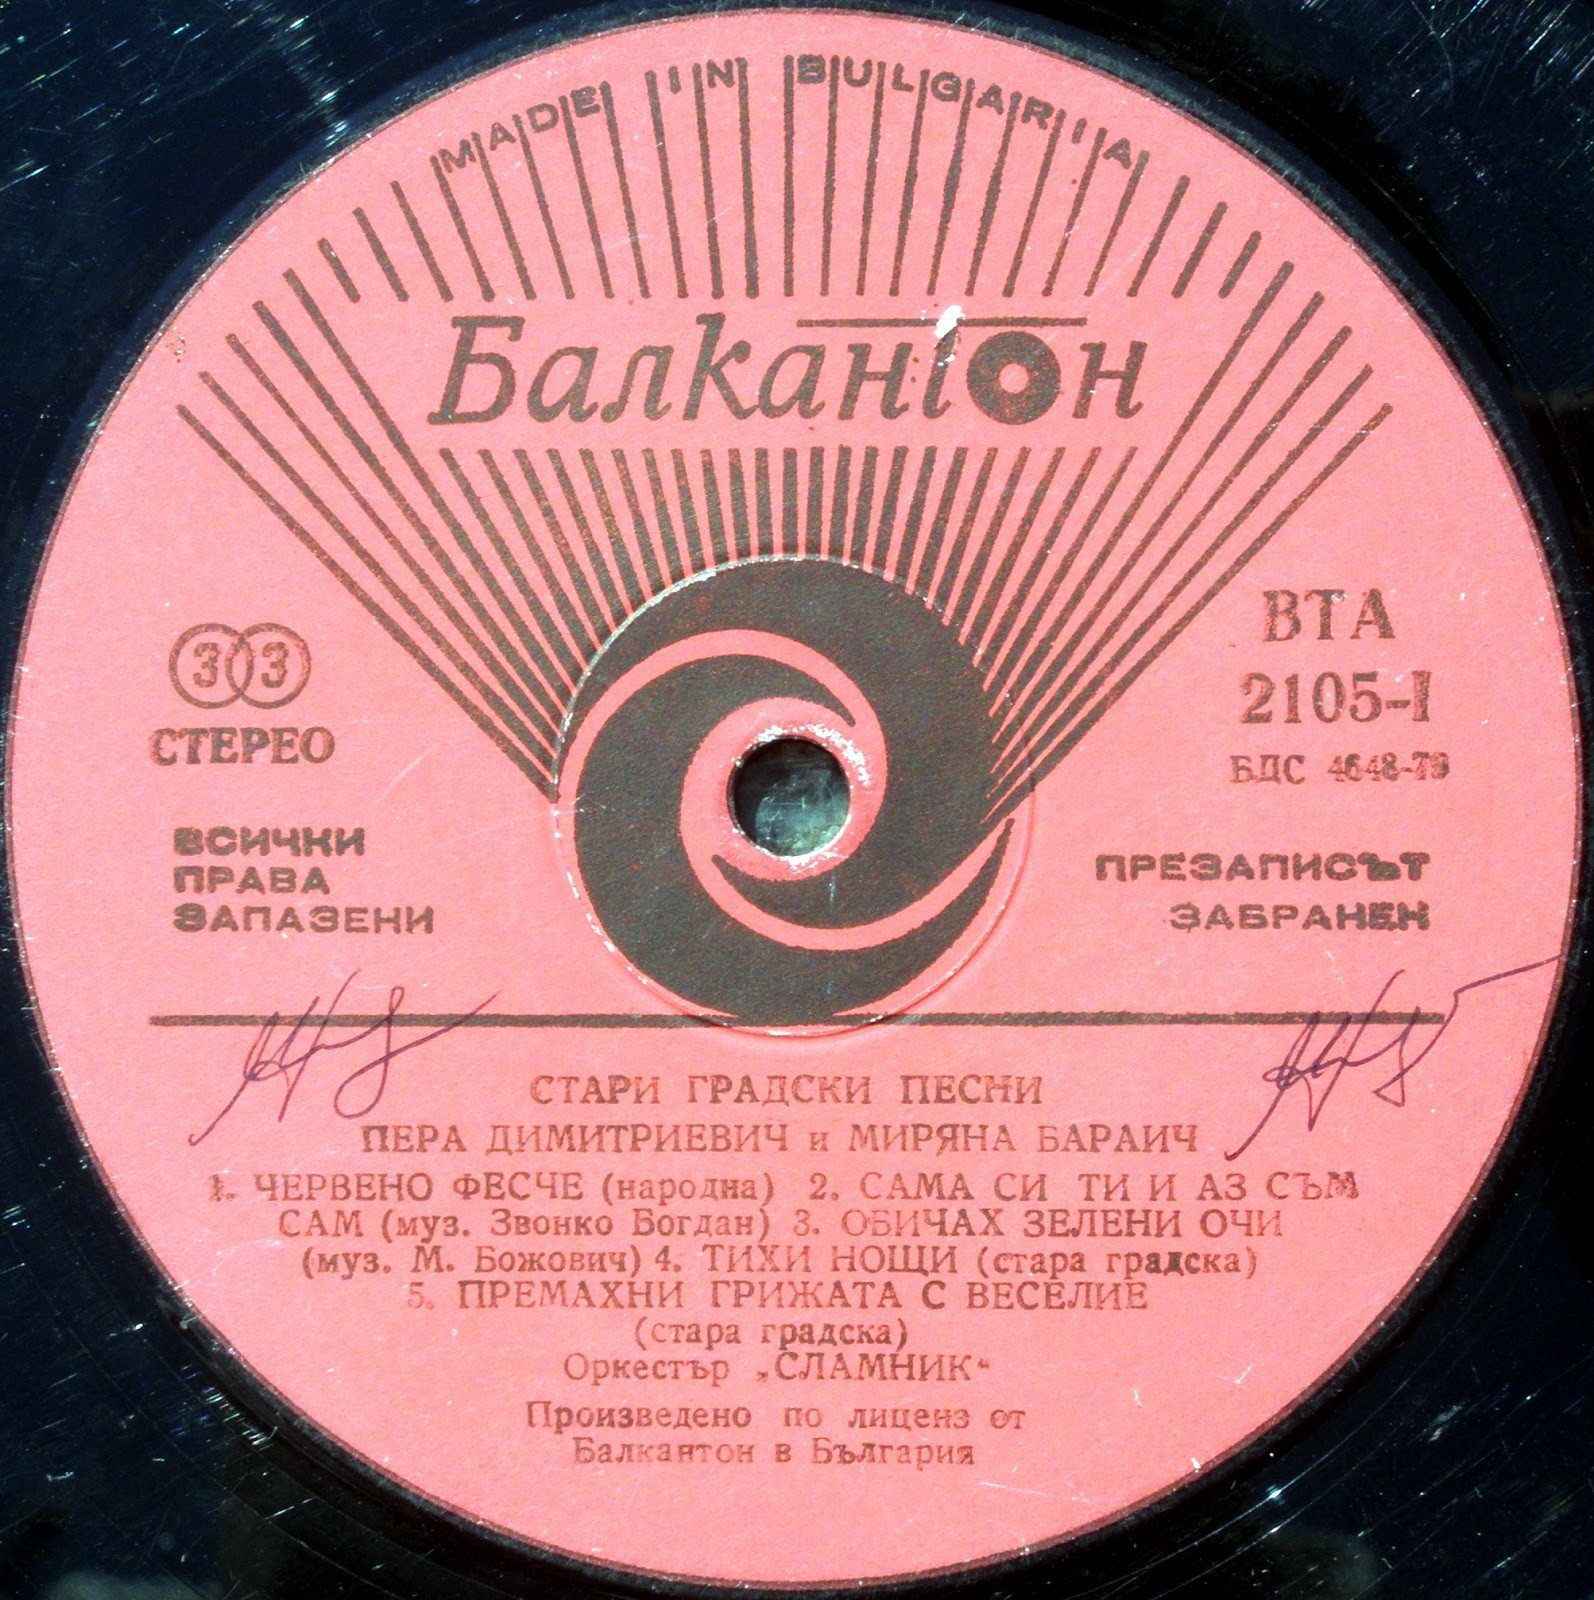 MADE IN BULGARIA
Балкантон
33
СТЕРЕО
ВТА
2105-I
БДС 4648-79
ВСИЧКИ
ПРАВА
ЗАПАЗЕНИ
ПРЕЗАПИСЪТ
ЗАБРАНЕН
СТАРИ ГРАДСКИ ПЕСНИ
ПЕРА ДИМИТРИЕВИЧ и МИРЯНА БАРАИЧ
1. ЧЕРВЕНО ФЕСЧЕ (народна) 2. САМА СИ ТИ И АЗ СЪМ
САМ (муз. Звонко Богдан) 3. ОБИЧАХ ЗЕЛЕНИ ОЧИ
(муз. М. Божович) 4. ТИХИ НОЩИ (стара градска)
5. ПРЕМАХНИ ГРИЖАТА С ВЕСЕЛИЕ
(стара градска)
Оркестър „СЛАМНИК“
Произведено по лиценз от
Балкантон в България